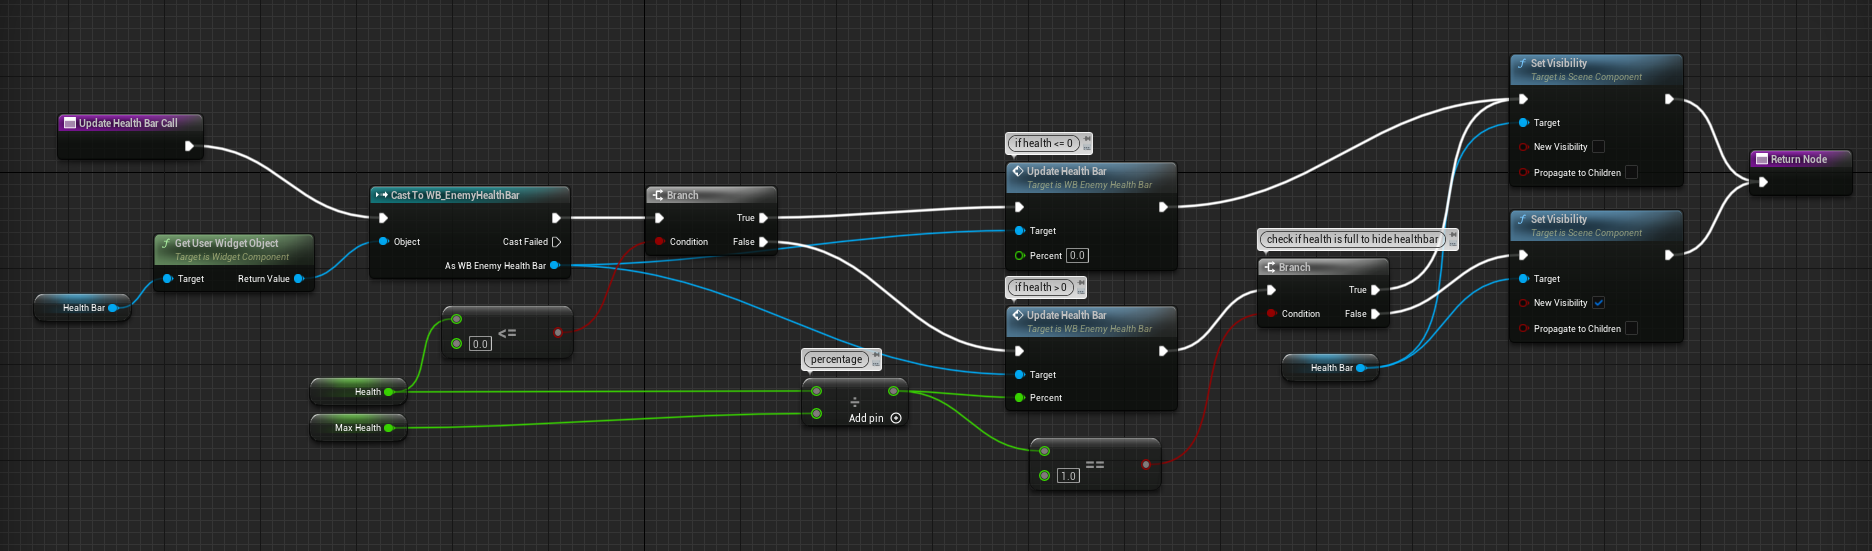 Update Health Bar Call
Get User Widget Object
Target is Widget Component
Target
Return Value
Health Bar
Cast To WB_EnemyHealthBar
Object
Cast Failed
As WB Enemy Health Bar
0.0
<=
Health
Max Health
Branch
Condition
True
False
percentage
÷
Add pin
if health <= 0
Update Health Bar
Target is WB Enemy Health Bar
Target
Percent
0.0
if health > 0
Update Health Bar
Target is WB Enemy Health Bar
Target
Percent
1.0
==
check if health is full to hide healthbar
Branch
Condition
True
False
Health Bar
Set Visibility
Target is Scene Component
Target
New Visibility
Propagate to Children
Set Visibility
Target is Scene Component
Target
New Visibility
Propagate to Children
Return Node